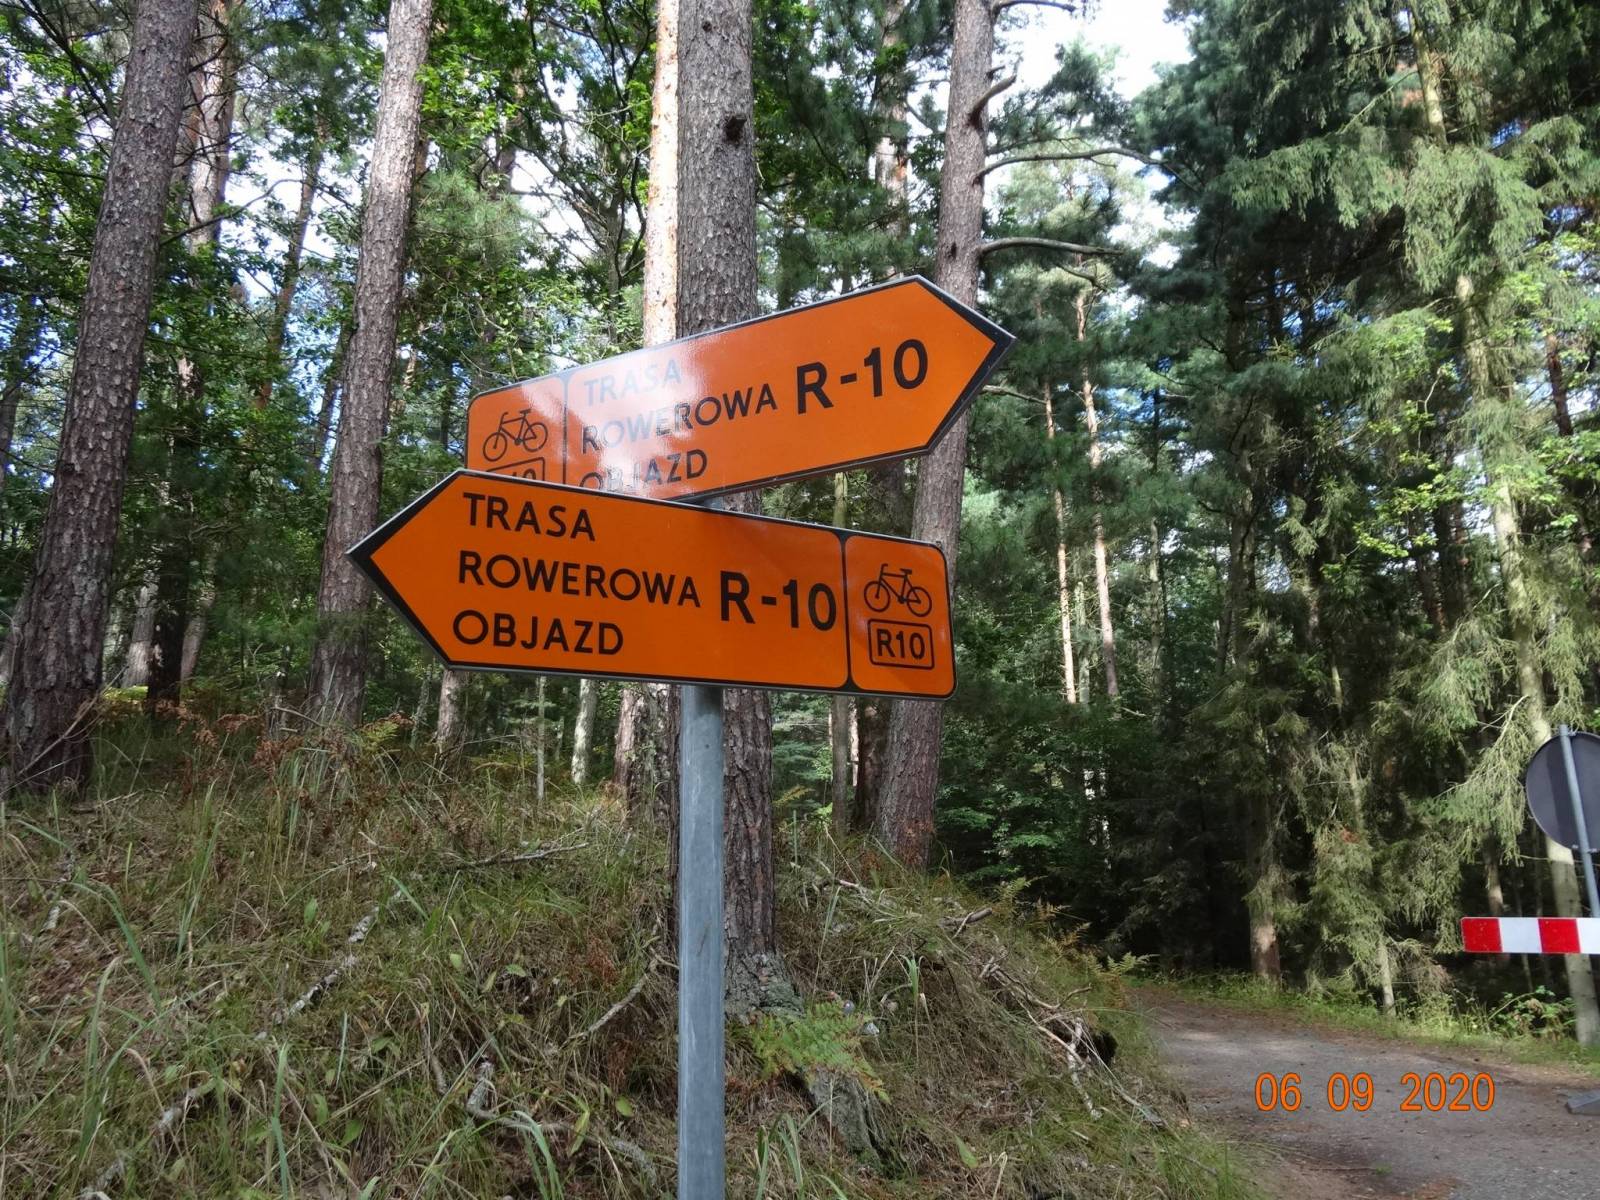 TRASA
ROWEROWA R-10
OBJAZD
TRASA
ROWEROWA R-10
OBJAZD
R10
06 09 2020